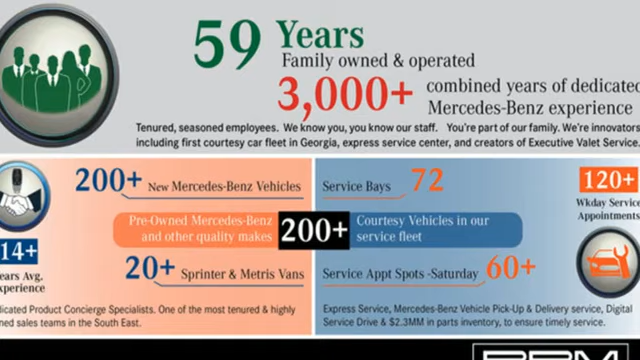 59 Years
Family owned & operated
3,000+ combined years of dedicated
Mercedes-Benz experience
Tenured, seasoned employees. We know you, you know our staff. You're part of our family. We're innovators
including first courtesy car fleet in Georgia, express service center, and creators of Executive Valet Service.
200+ New Mercedes-Benz Vehicles
Service Bays 72
120+
Wkday Service
Appointments
Pre-Owned Mercedes-Benz
and other quality makes
200+
Courtesy Vehicles in our
service fleet
14+
Avg.
20+ Sprinter & Metris Vans
Service Appt Spots -Saturday 60+
Product Concierge Specialists. One of the most tenured & highly
sales teams in the South East.
Express Service, Mercedes-Benz Vehicle Pick-Up & Delivery service, Digital
Service Drive & $2.3MM in parts inventory, to ensure timely service.